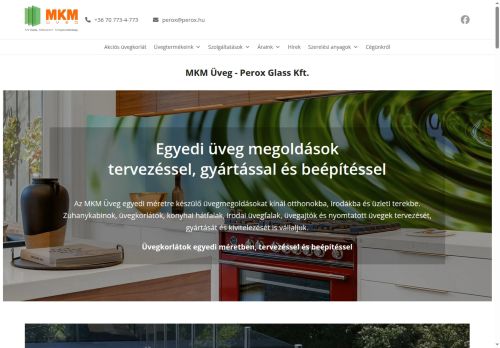 MKM
üveg
+36 70 773-4-773
perox@perox.hu
Akciós üvegkorlát Üvegtermékeink Szolgáltatások Áraink Hírek Szerelési anyagok Cégünkről
MKM Üveg - Perox Glass Kft.
Egyedi üveg megoldások
tervezéssel, gyártással és beépítéssel
Az MKM Üveg egyedi méretre készülő üvegmegoldásokat kínál otthonokba, irodákba és üzleti terekbe.
Zuhanykabinok, üvegkorlátok, konyhai hátfalak, irodai üvegfalak, üvegajtók és nyomtatott üvegek tervezését,
gyártását és kivitelezését is vállaljuk.
Üvegkorlátok egyedi méretben, tervezéssel és beépítéssel